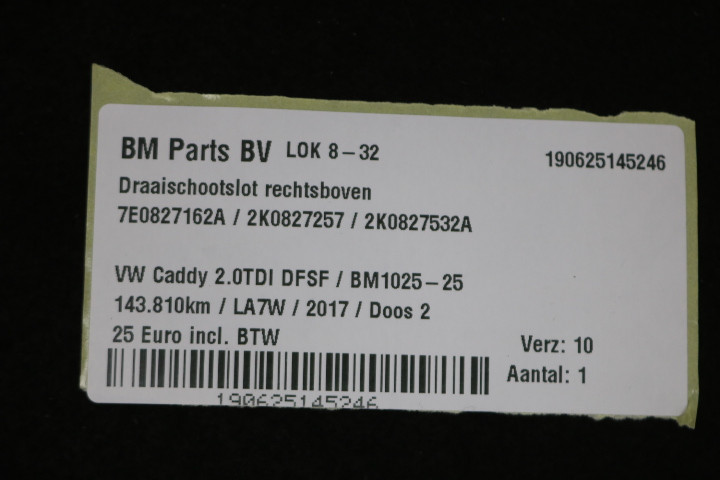 BM Parts BV LOK 8-32
190625145246
Draaischootslot rechtsboven
7E0827162A / 2K0827257 / 2K0827532A
VW Caddy 2.0TDI DFSF / BM1025-25
143.810km / LA7W / 2017 / Doos 2
25 Euro incl. BTW
Verz: 10
Aantal: 1
190625145246